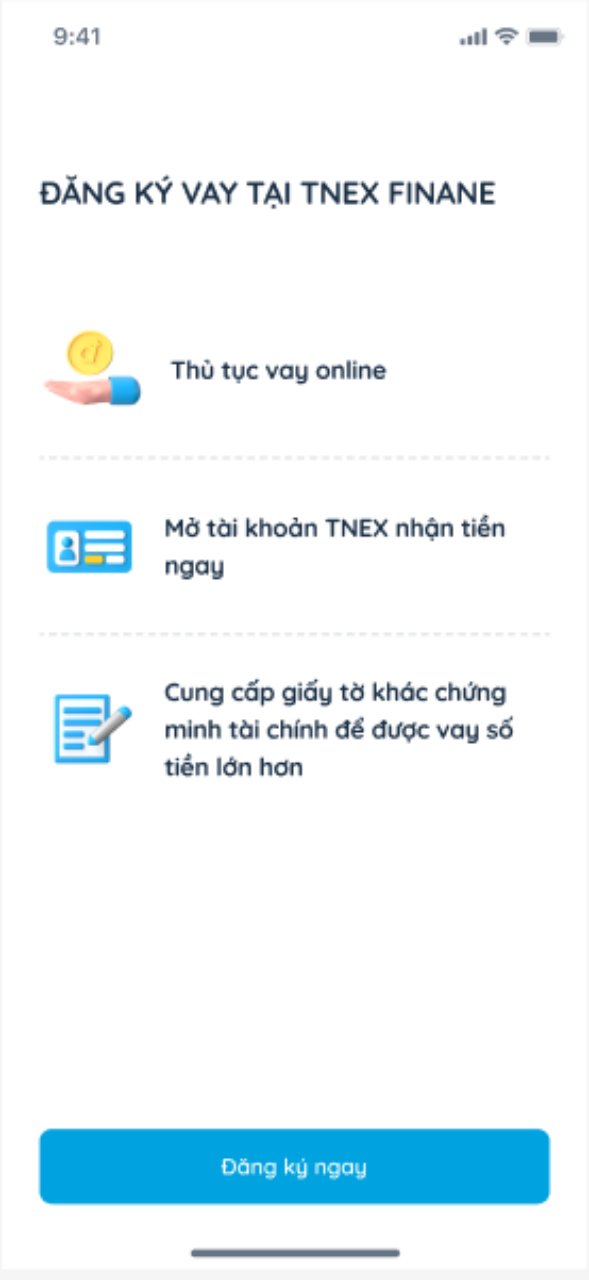 9:41
ĐĂNG KÝ VAY TẠI TNEX FINANE
đ
Thủ tục vay online
Mở tài khoản TNEX nhận tiền
ngay
Cung cấp giấy tờ khác chứng
minh tài chính để được vay số
tiền lớn hơn
Đăng ký ngay